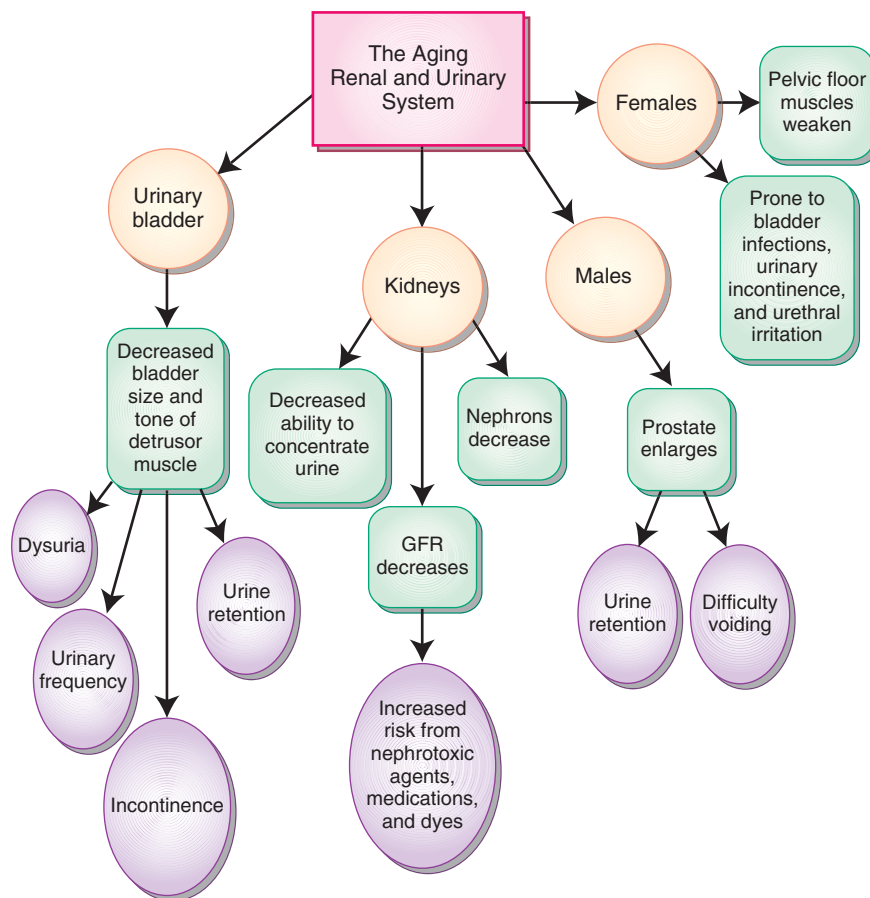 The Aging
Renal and Urinary
System
Females
Pelvic floor
muscles
weaken
Prone to
bladder
infections,
urinary
incontinence,
and urethral
irritation
Urinary
bladder
Kidneys
Males
Decreased
bladder
size and
tone of
detrusor
muscle
Decreased
ability to
concentrate
urine
Nephrons
decrease
Prostate
enlarges
GFR
decreases
Dysuria
Urinary
frequency
Incontinence
Urine
retention
Increased
risk from
nephrotoxic
agents,
medications,
and dyes
Urine
retention
Difficulty
voiding